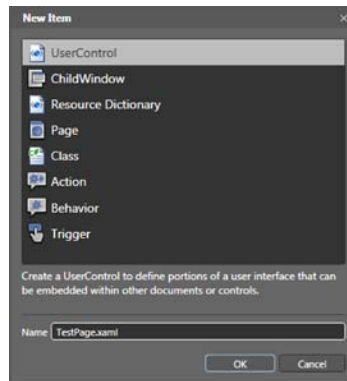 New Item
UserControl
ChildWindow
Resource Dictionary
Page
Class
Action
Behavior
Trigger
Create a UserControl to define portions of a user interface that can
be embedded within other documents or controls.
Name TestPage.xaml
OK Cancel